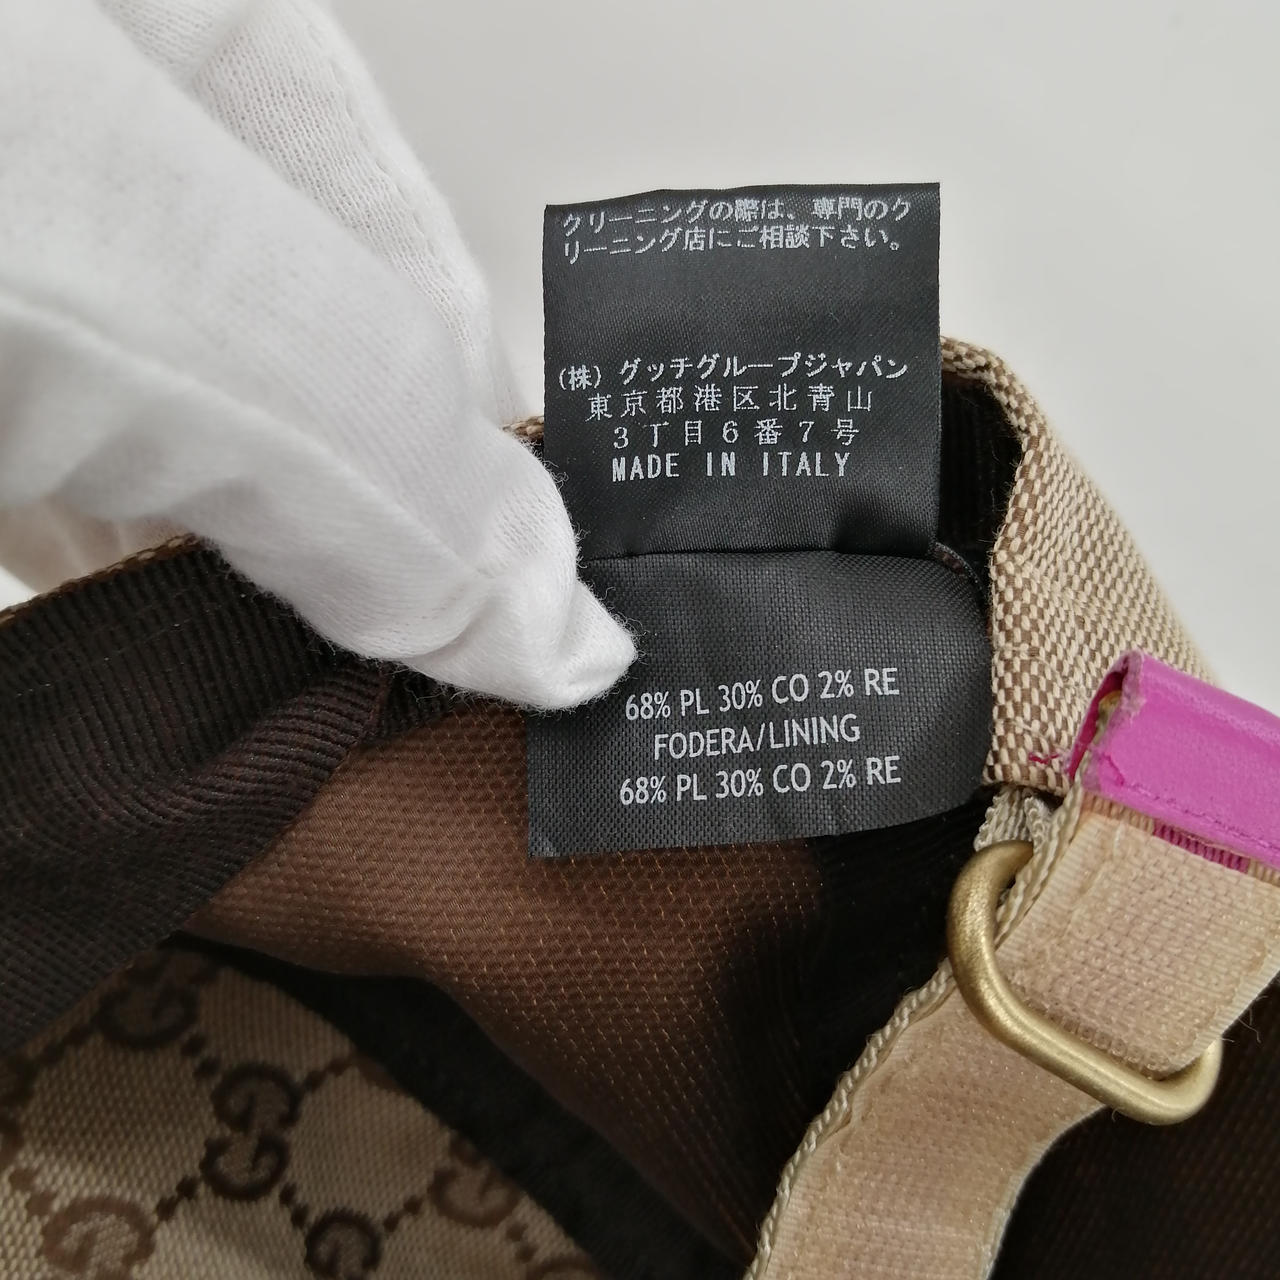 クリーニングの際は、専門のク
リーニング店にご相談下さい。
(株) グッチグループジャパン
東京都港区北青山
3丁目6番7号
MADE IN ITALY
68% PL 30% CO 2% RE
FODERA/LINING
68% PL 30% CO 2% RE